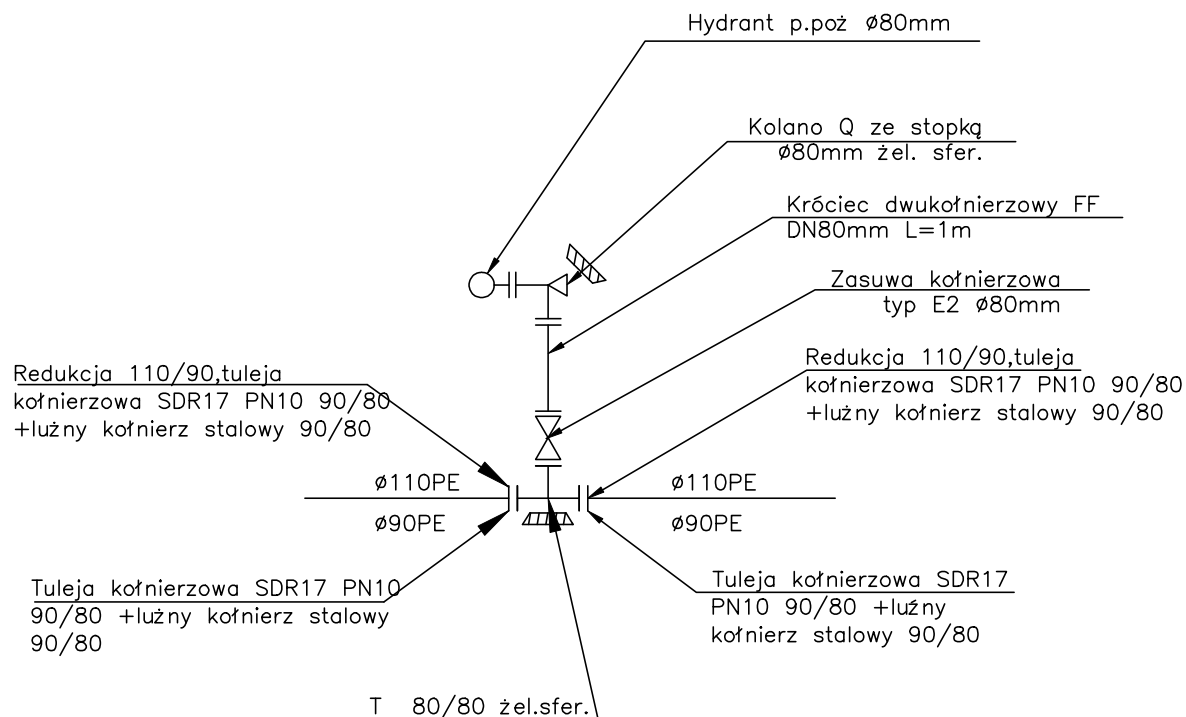 Hydrant p.poż ø80mm
Kolano Q ze stopką
ø80mm żel. sfer.
Króciec dwukołnierzowy FF
DN80mm L=1m
Zasuwa kołnierzowa
typ E2 ø80mm
Redukcja 110/90,tuleja
kołnierzowa SDR17 PN10 90/80
+lużny kołnierz stalowy 90/80
Redukcja 110/90,tuleja
kołnierzowa SDR17 PN10 90/80
+lużny kołnierz stalowy 90/80
ø110PE
ø110PE
ø90PE
ø90PE
Tuleja kołnierzowa SDR17 PN10
90/80 +lużny kołnierz stalowy
90/80
Tuleja kołnierzowa SDR17
PN10 90/80 +luźny
kołnierz stalowy 90/80
T 80/80 żel.sfer.